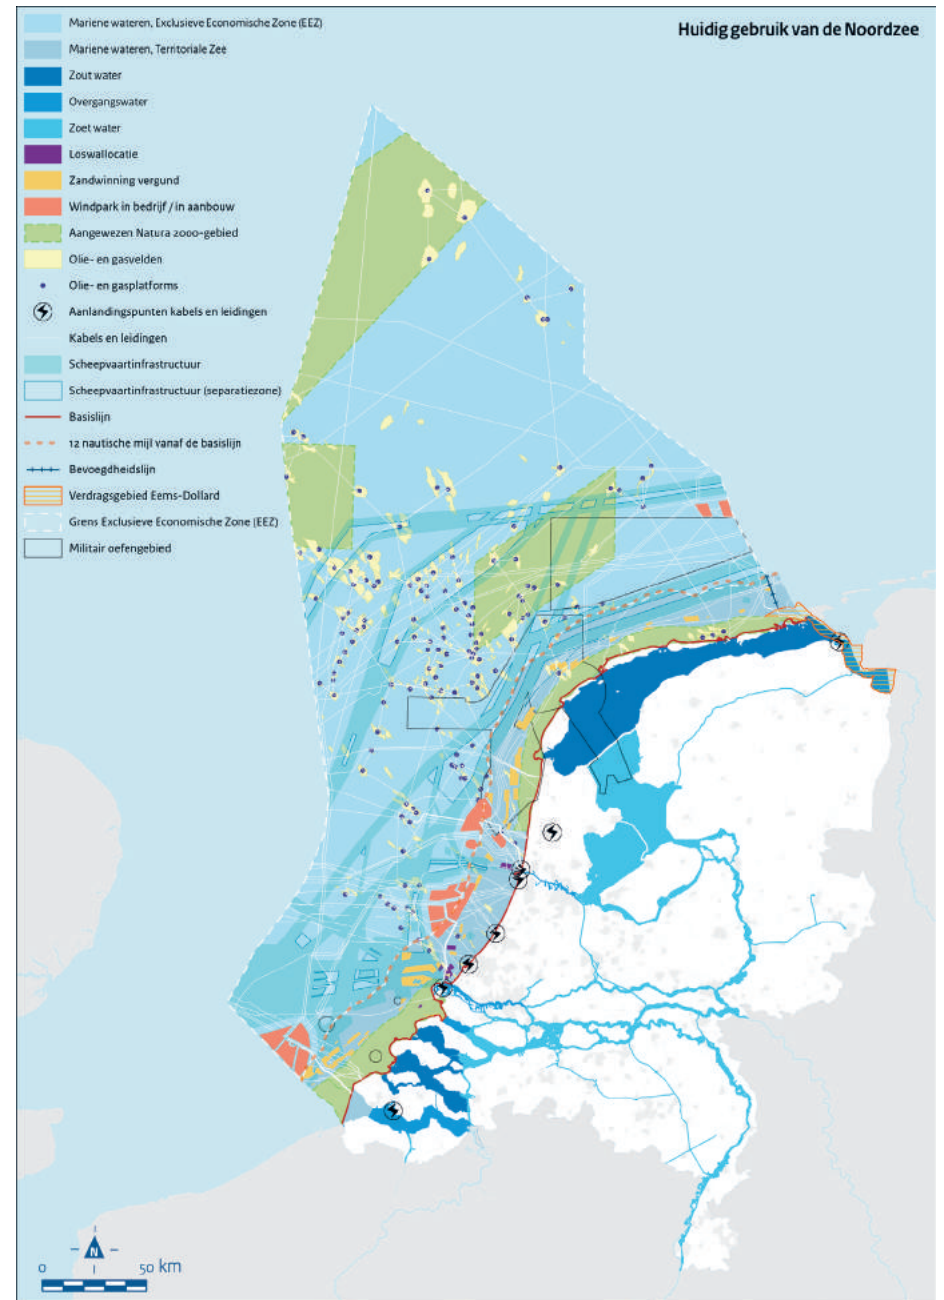 Huidig gebruik van de Noordzee
Mariene wateren, Exclusieve Economische Zone (EEZ)
Mariene wateren, Territoriale Zee
Zout water
Overgangswater
Zoet water
Loswallocatie
Zandwinning vergund
Windpark in bedrijf / in aanbouw
Aangewezen Natura 2000-gebied
Olie- en gasvelden
Olie- en gasplatforms
Aanlandingspunten kabels en leidingen
Kabels en leidingen
Scheepvaartinfrastructuur
Scheepvaartinfrastructuur (separatiezone)
Basislijn
12 nautische mijl vanaf de basislijn
Bevoegdheidslijn
Verdragsgebied Eems-Dollard
Grens Exclusieve Economische Zone (EEZ)
Militair oefengebied
N
0 50 km